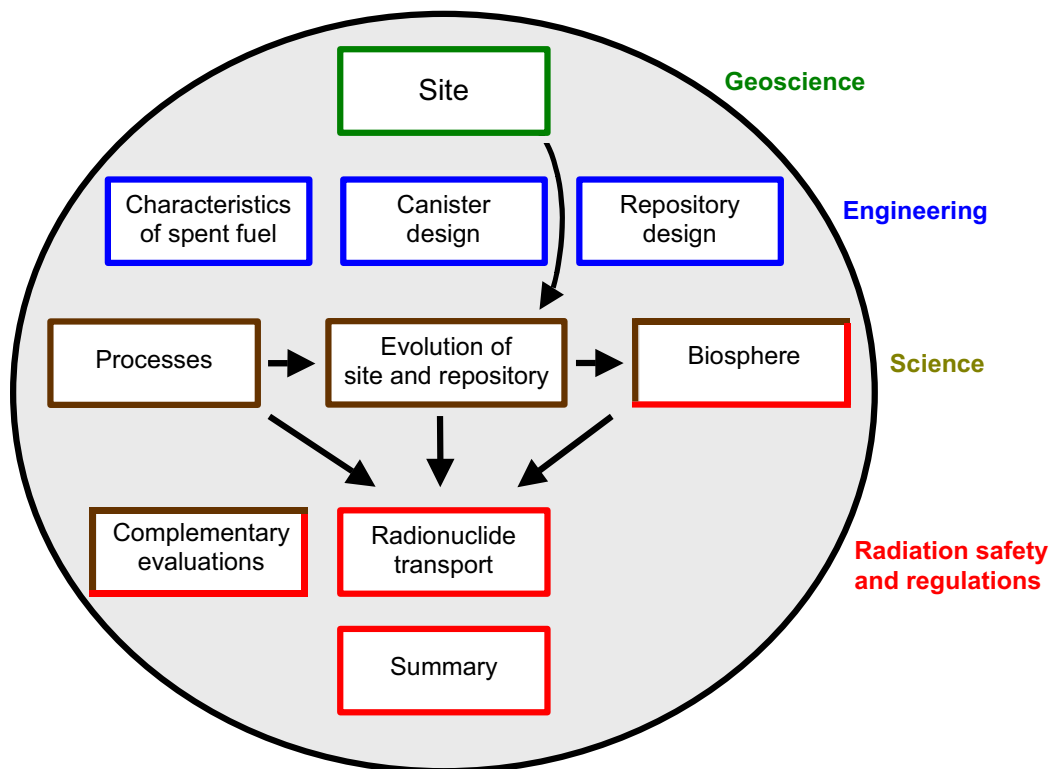 Site
Geoscience
Characteristics
of spent fuel
Canister
design
Repository
design
Engineering
Processes
Evolution of
site and repository
Biosphere
Science
Complementary
evaluations
Radionuclide
transport
Radiation safety
and regulations
Summary